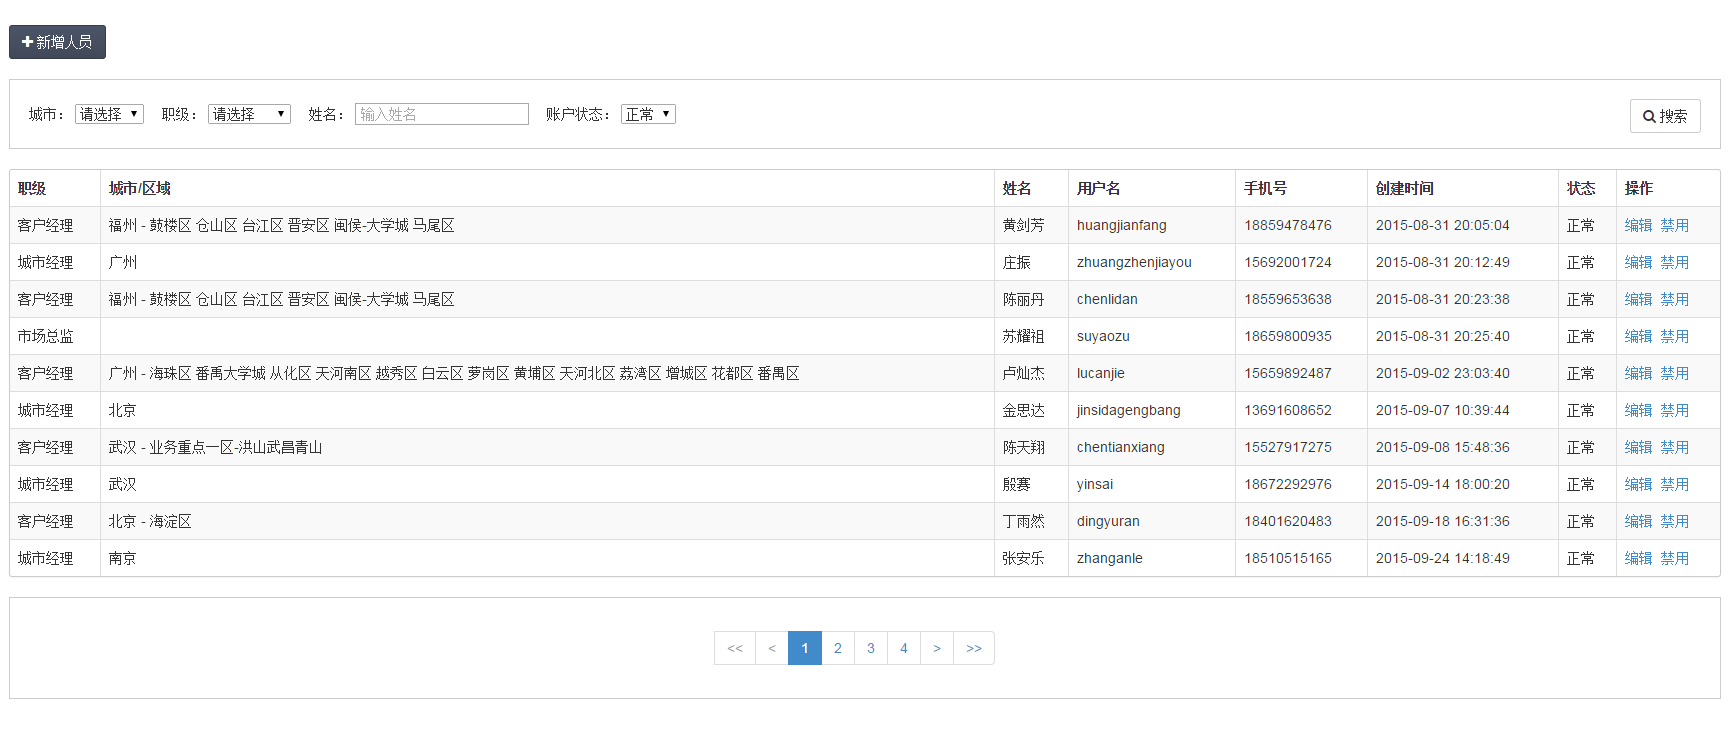 新增人员
城市： 请选择 职级： 请选择 姓名： 输入姓名 账户状态： 正常 搜索
职级 城市/区域 姓名 用户名 手机号 创建时间 状态 操作
客户经理 福州 - 鼓楼区 仓山区 台江区 晋安区 闽侯-大学城 马尾区 黄剑芳 huangjianfang 18859478476 2015-08-31 20:05:04 正常 编辑 禁用
城市经理 广州 庄振 zhuangzhenjiayou 15692001724 2015-08-31 20:12:49 正常 编辑 禁用
客户经理 福州 - 鼓楼区 仓山区 台江区 晋安区 闽侯-大学城 马尾区 陈丽丹 chenlidan 18559653638 2015-08-31 20:23:38 正常 编辑 禁用
市场总监 苏耀祖 suyaozu 18659800935 2015-08-31 20:25:40 正常 编辑 禁用
客户经理 广州 - 海珠区 番禹大学城 从化区 天河南区 越秀区 白云区 萝岗区 黄埔区 天河北区 荔湾区 增城区 花都区 番禺区 卢灿杰 lucanjie 15659892487 2015-09-02 23:03:40 正常 编辑 禁用
城市经理 北京 金思达 jinsidagengbang 13691608652 2015-09-07 10:39:44 正常 编辑 禁用
客户经理 武汉 - 业务重点一区-洪山武昌青山 陈天翔 chentianxiang 15527917275 2015-09-08 15:48:36 正常 编辑 禁用
城市经理 武汉 殷赛 yinsai 18672292976 2015-09-14 18:00:20 正常 编辑 禁用
客户经理 北京 - 海淀区 丁雨然 dingyuran 18401620483 2015-09-18 16:31:36 正常 编辑 禁用
城市经理 南京 张安乐 zhanganle 18510515165 2015-09-24 14:18:49 正常 编辑 禁用
<< < 1 2 3 4 > >>